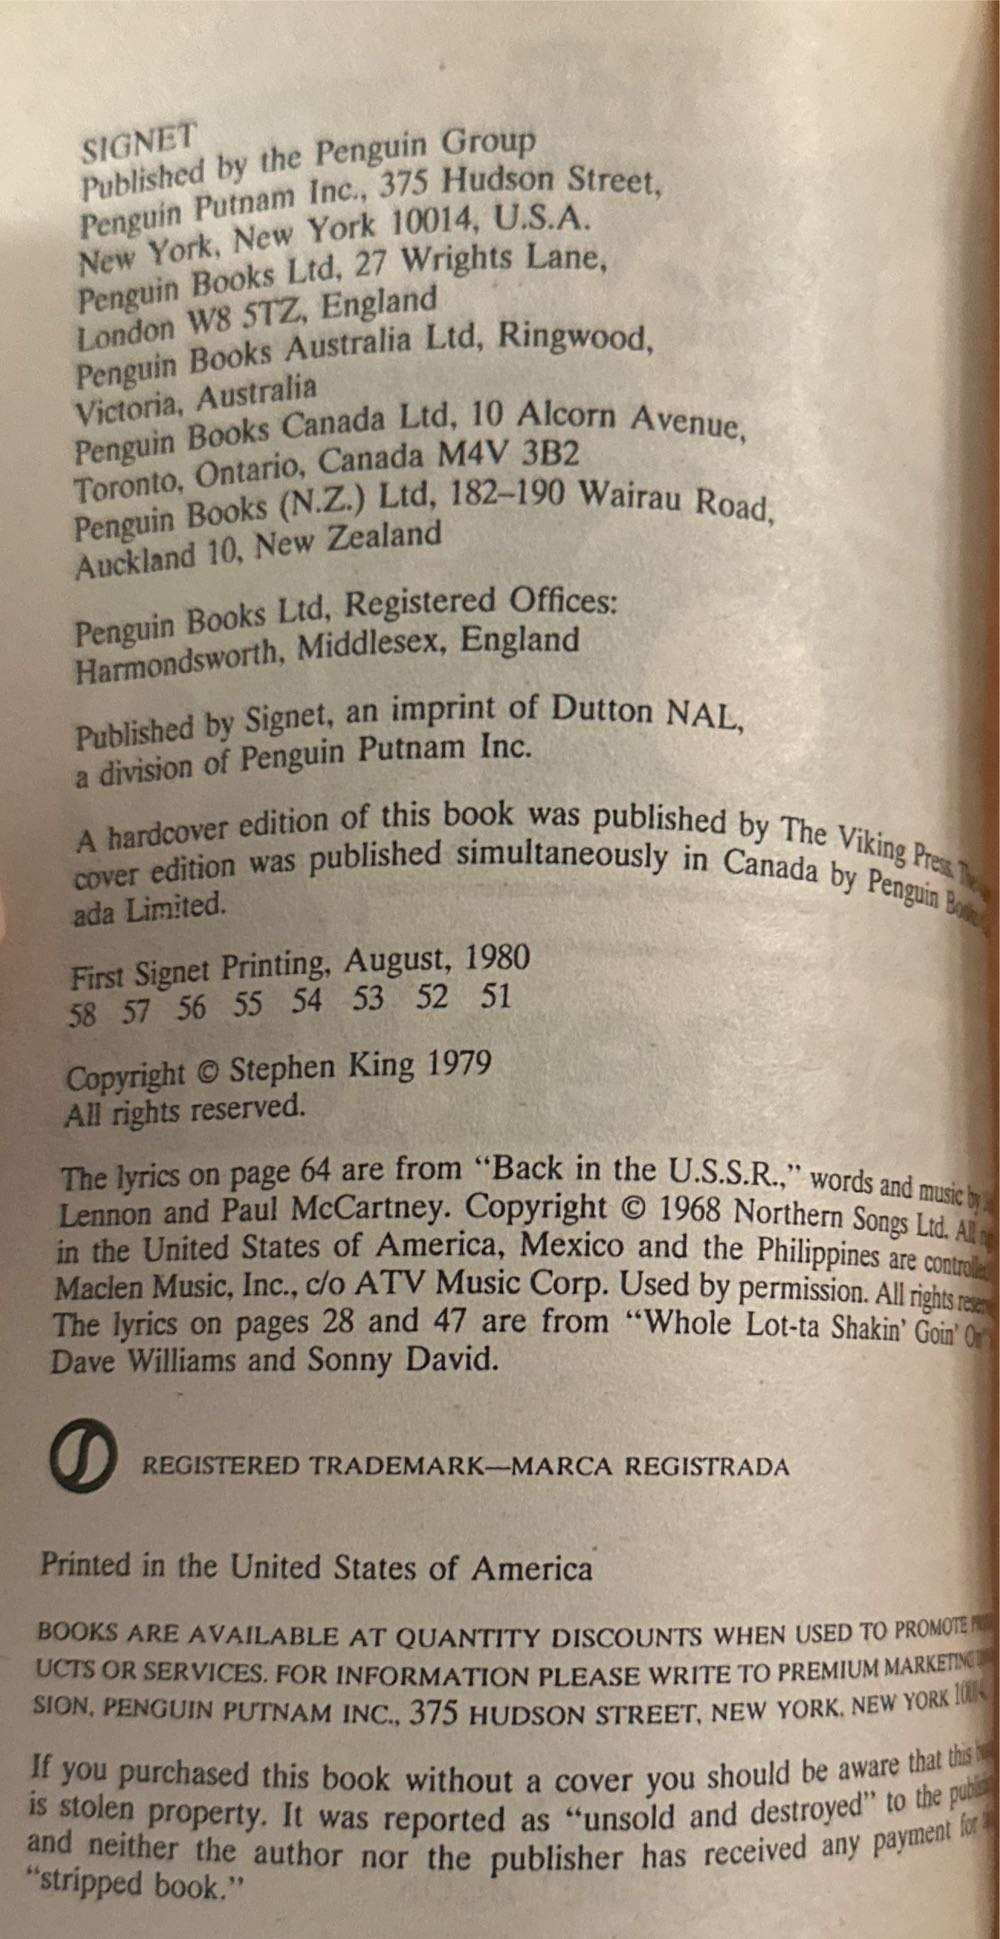 SIGNET
Published by the Penguin Group
Penguin Putnam Inc., 375 Hudson Street,
New York, New York 10014, U.S.A.
Penguin Books Ltd, 27 Wrights Lane,
London W8 5TZ, England
Penguin Books Australia Ltd, Ringwood,
Victoria, Australia
Penguin Books Canada Ltd, 10 Alcorn Avenue,
Toronto, Ontario, Canada M4V 3B2
Penguin Books (N.Z.) Ltd, 182–190 Wairau Road,
Auckland 10, New Zealand
Penguin Books Ltd, Registered Offices:
Harmondsworth, Middlesex, England
Published by Signet, an imprint of Dutton NAL,
a division of Penguin Putnam Inc.
A hardcover edition of this book was published by The Viking Press. The
cover edition was published simultaneously in Canada by Penguin Books
ada Limited.
First Signet Printing, August, 1980
58 57 56 55 54 53 52 51
Copyright © Stephen King 1979
All rights reserved.
The lyrics on page 64 are from “Back in the U.S.S.R.,” words and music by
Lennon and Paul McCartney. Copyright © 1968 Northern Songs Ltd. All
in the United States of America, Mexico and the Philippines are
Maclen Music, Inc., c/o ATV Music Corp. Used by permission. All rights
The lyrics on pages 28 and 47 are from “Whole Lot-ta Shakin’ Goin’ On
Dave Williams and Sonny David.
REGISTERED TRADEMARK—MARCA REGISTRADA
Printed in the United States of America
BOOKS ARE AVAILABLE AT QUANTITY DISCOUNTS WHEN USED TO PROMOTE
UCTS OR SERVICES. FOR INFORMATION PLEASE WRITE TO PREMIUM MARKETING
SION, PENGUIN PUTNAM INC., 375 HUDSON STREET, NEW YORK, NEW YORK 10014.
If you purchased this book without a cover you should be aware that this
is stolen property. It was reported as “unsold and destroyed” to the
and neither the author nor the publisher has received any payment for
“stripped book.”